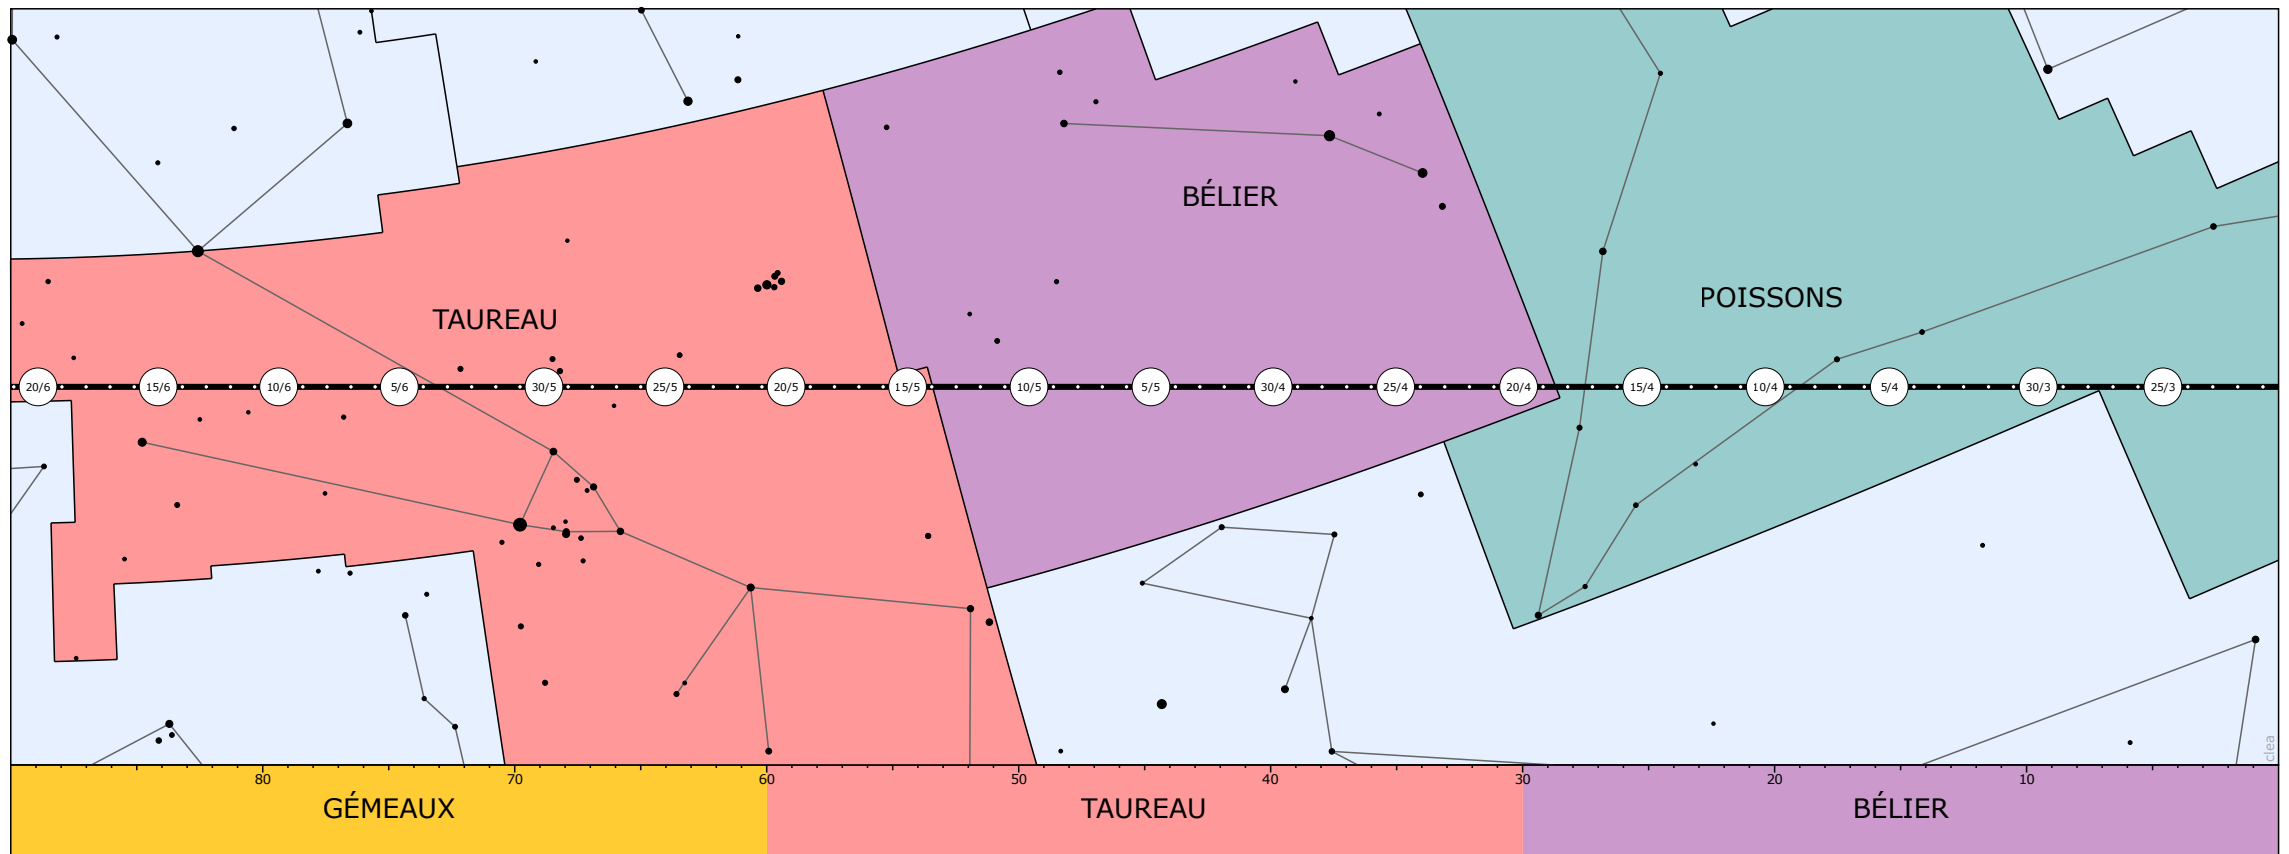 BÉLIER
POISSONS
TAUREAU
20/6 15/6 10/6 5/6 30/5 25/5 20/5 15/5 10/5 5/5 30/4 25/4 20/4 15/4 10/4 5/4 30/3 25/3
clea
80 70 60 50 40 30 20 10
GÉMEAUX TAUREAU BÉLIER